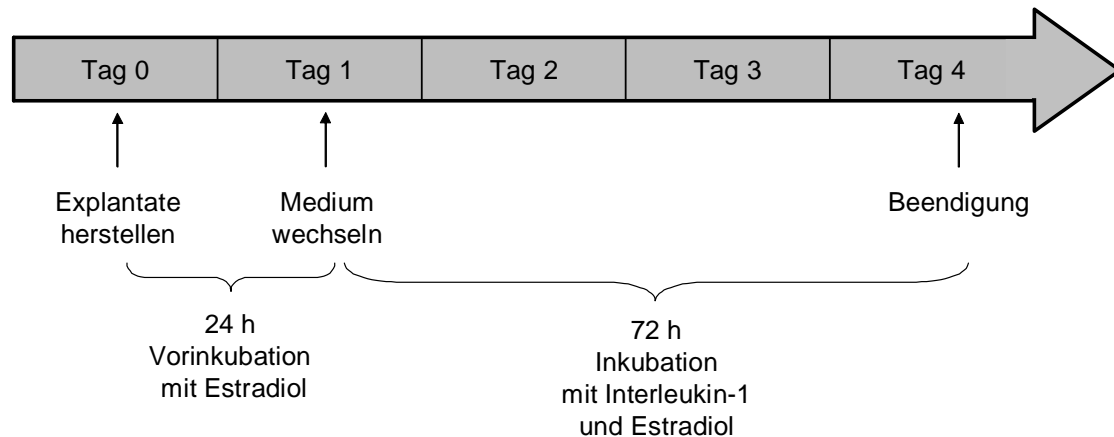 Tag 0 Tag 1 Tag 2 Tag 3 Tag 4
Explantate
herstellen
Medium
wechseln
Beendigung
24 h
Vorinkubation
mit Estradiol
72 h
Inkubation
mit Interleukin-1
und Estradiol